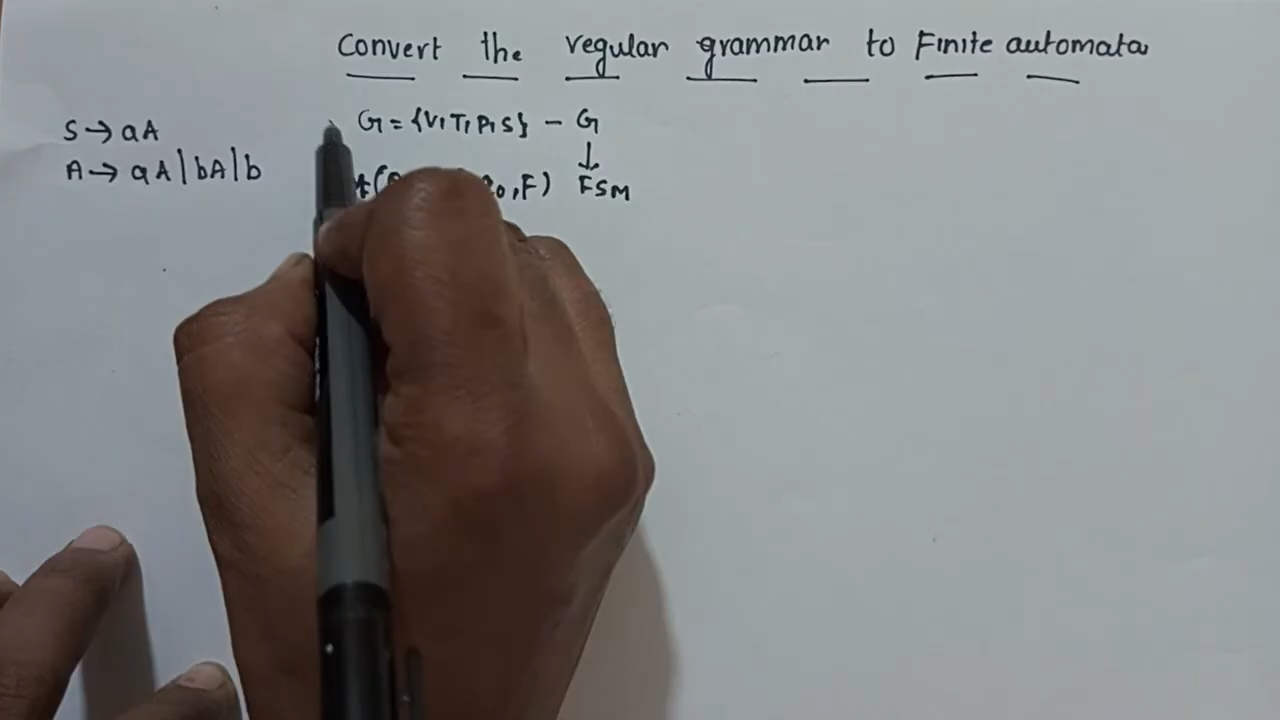 Convert the regular grammar to Finite automata
S → aA
A → aA | bA | b
G = {V, T, P, S} - G
↓
, F) FSM